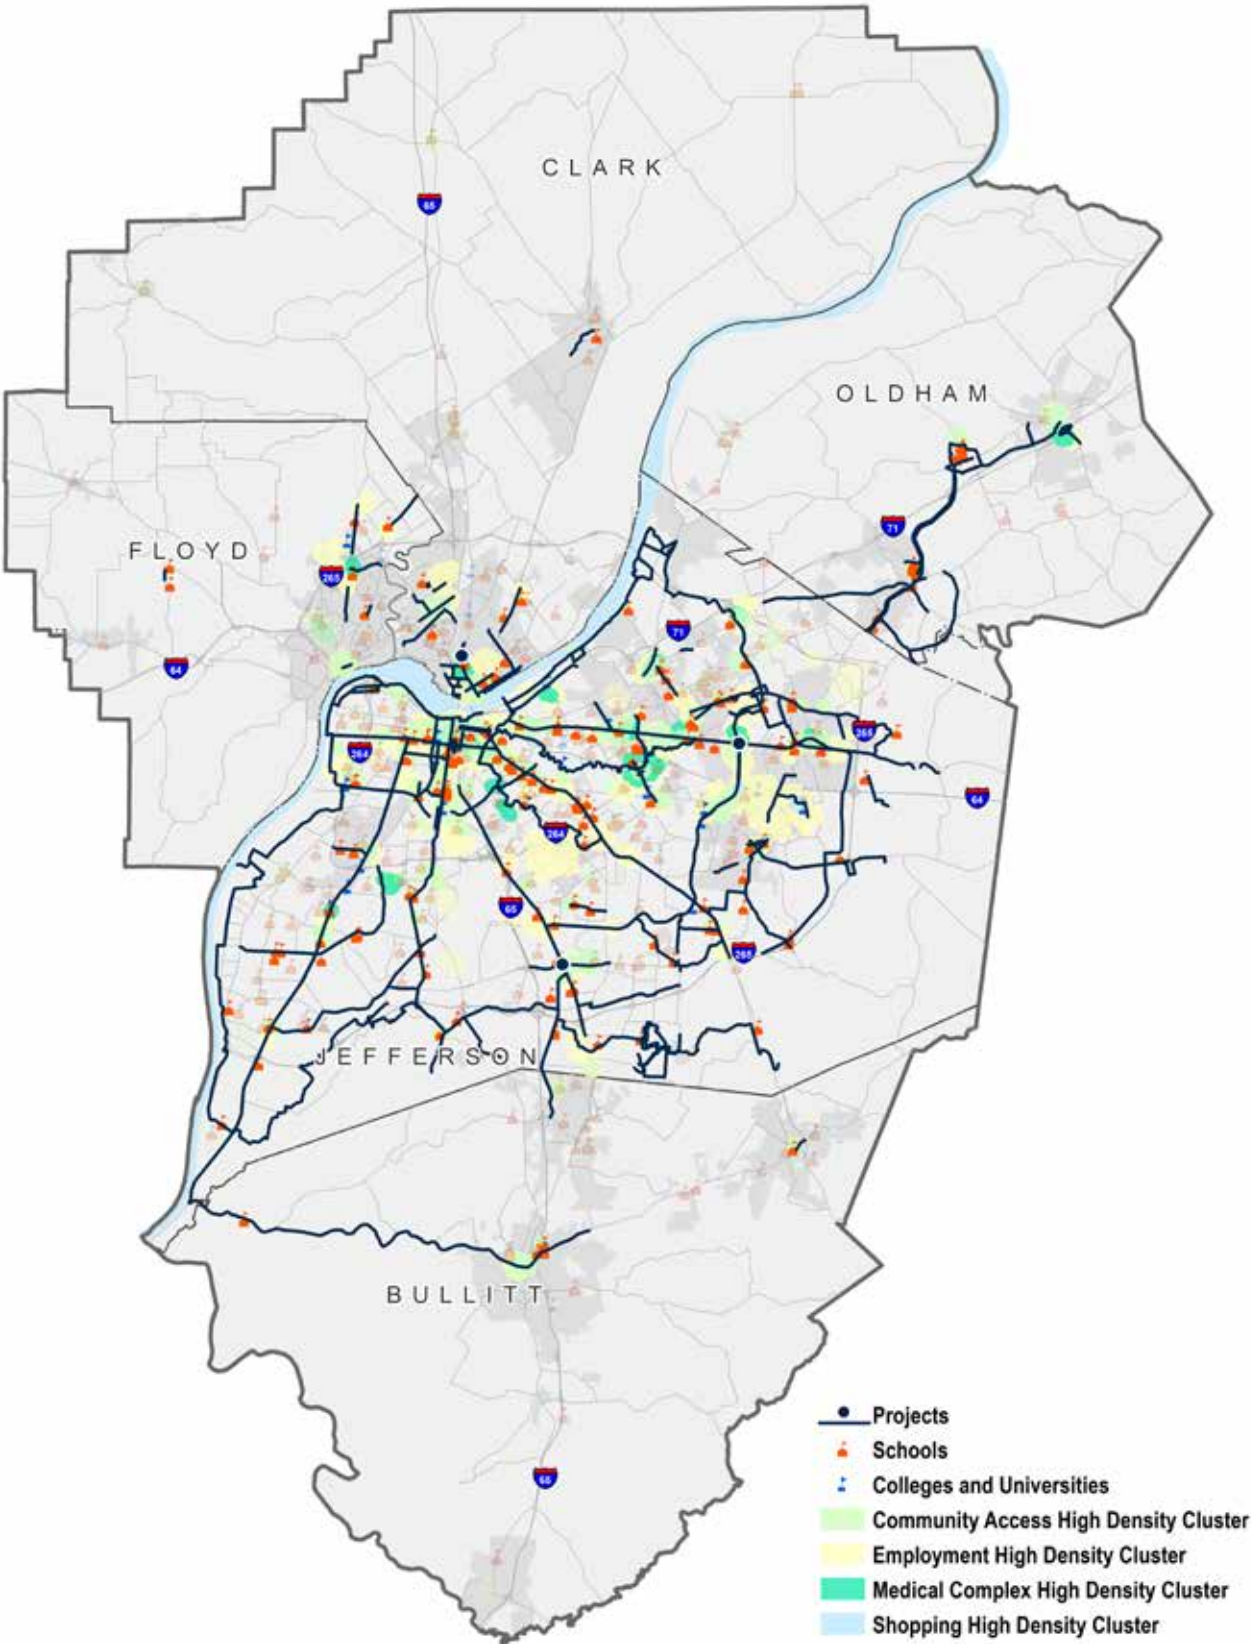 CLARK
65
OLDHAM
71
FLOYD
265
71
64
265
264
64
264
65
265
JEFFERSON
BULLITT
65
Projects
Schools
Colleges and Universities
Community Access High Density Cluster
Employment High Density Cluster
Medical Complex High Density Cluster
Shopping High Density Cluster